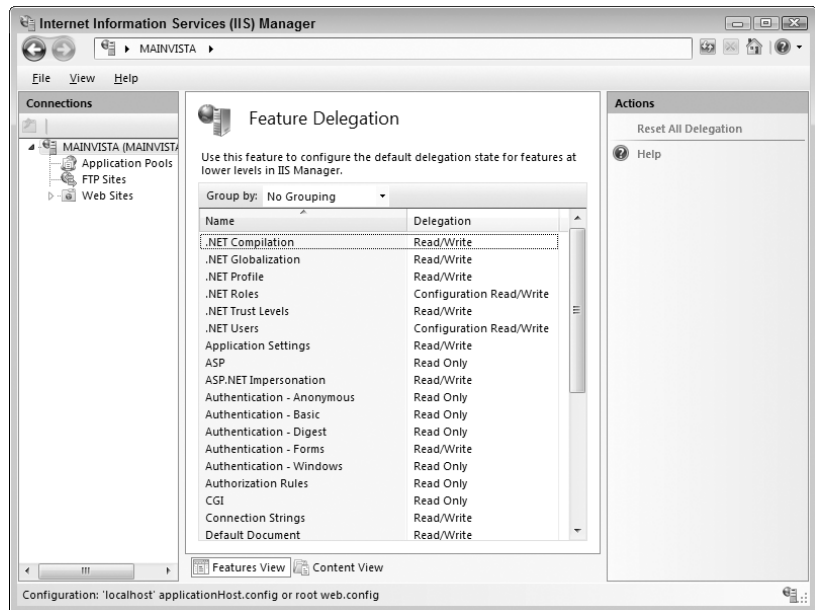 Internet Information Services (IIS) Manager
MAINVISTA
File View Help
Connections
MAINVISTA (MAINVISTA
Application Pools
FTP Sites
Web Sites
Feature Delegation
Use this feature to configure the default delegation state for features at
lower levels in IIS Manager.
Group by: No Grouping
Name Delegation
.NET Compilation Read/Write
.NET Globalization Read/Write
.NET Profile Read/Write
.NET Roles Configuration Read/Write
.NET Trust Levels Read/Write
.NET Users Configuration Read/Write
Application Settings Read/Write
ASP Read Only
ASP.NET Impersonation Read/Write
Authentication - Anonymous Read Only
Authentication - Basic Read Only
Authentication - Digest Read Only
Authentication - Forms Read/Write
Authentication - Windows Read Only
Authorization Rules Read Only
CGI Read Only
Connection Strings Read/Write
Default Document Read/Write
Features View Content View
Actions
Reset All Delegation
Help
Configuration: 'localhost' applicationHost.config or root web.config